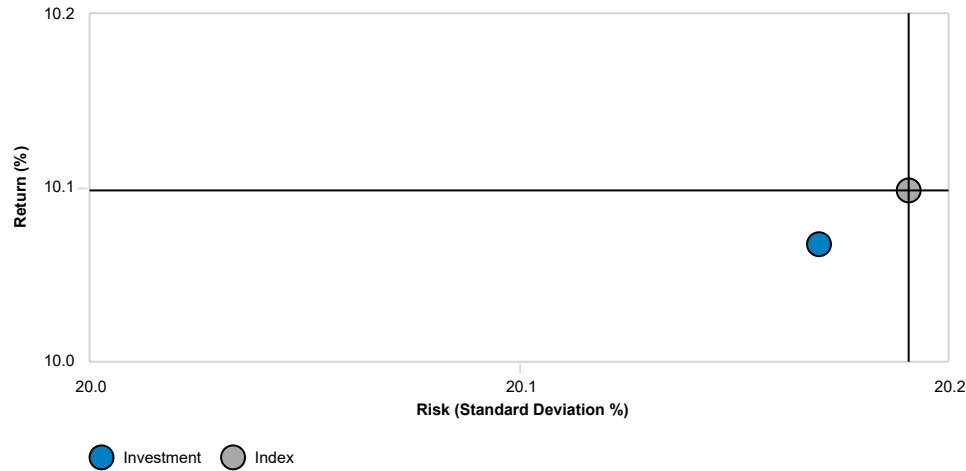 10.2
Return (%)
10.1
10.0
20.0 20.1 20.2
Risk (Standard Deviation %)
Investment Index